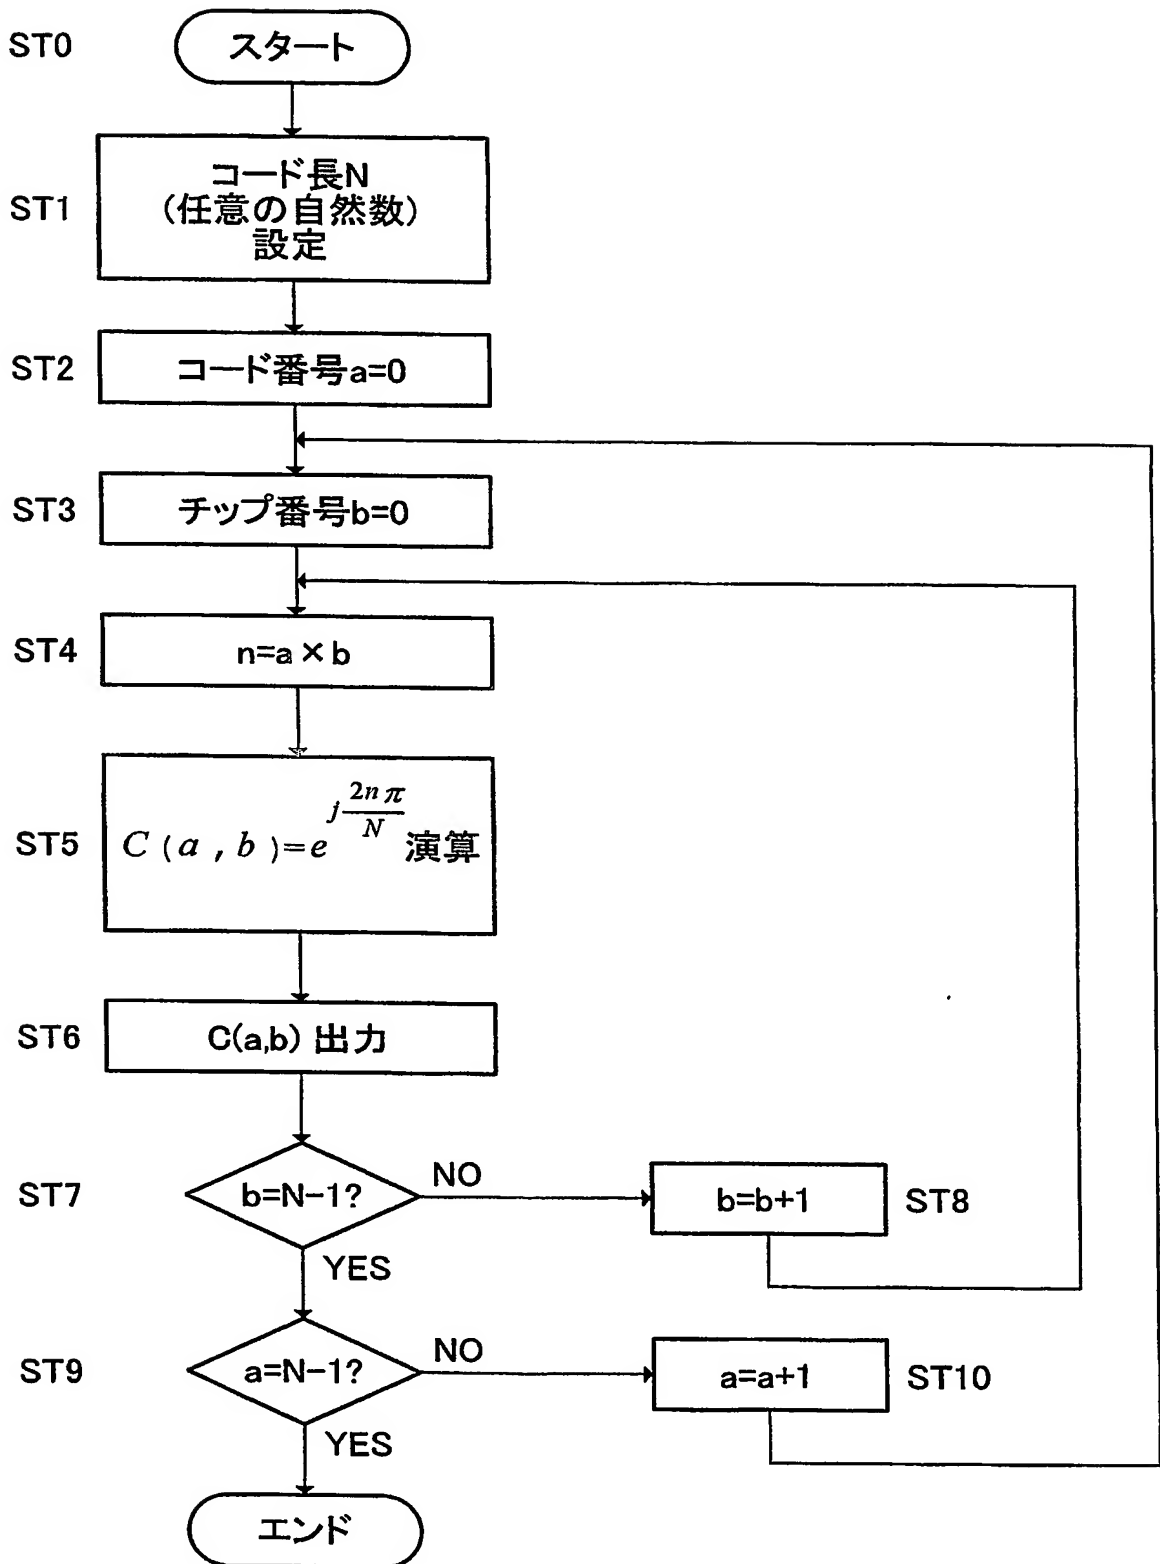 ST0
スタート
ST1
コード長N
(任意の自然数)
設定
ST2
コード番号a=0
ST3
チップ番号b=0
ST4
n=a×b
ST5
C(a,b)=e^{j\frac{2nπ}{N}}演算
ST6
C(a,b) 出力
ST7
b=N-1?
NO
b=b+1
ST8
YES
ST9
a=N-1?
NO
a=a+1
ST10
YES
エンド